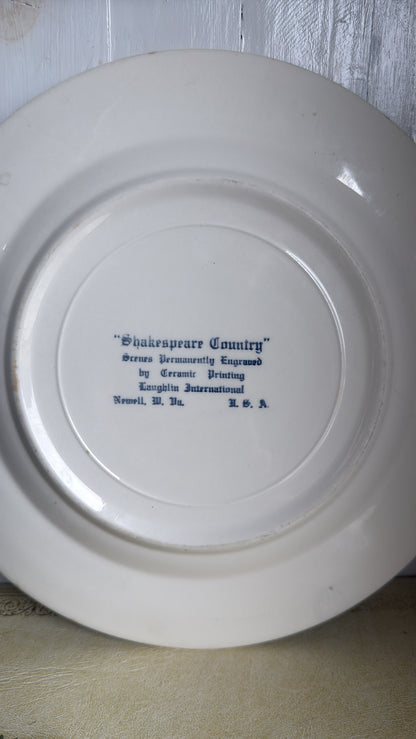 "Shakespeare Country"
Scenes Permanently Engraved
by Ceramic Printing
Laughlin International
Newell, W. Va. U. S. A.